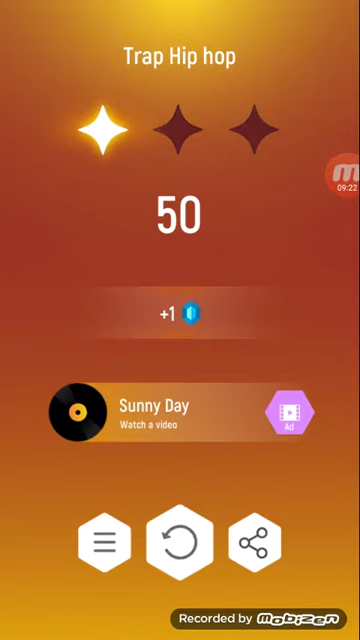 Trap Hip hop
50
09:22
+1
Sunny Day
Watch a video
Ad
Recorded by Mobizen